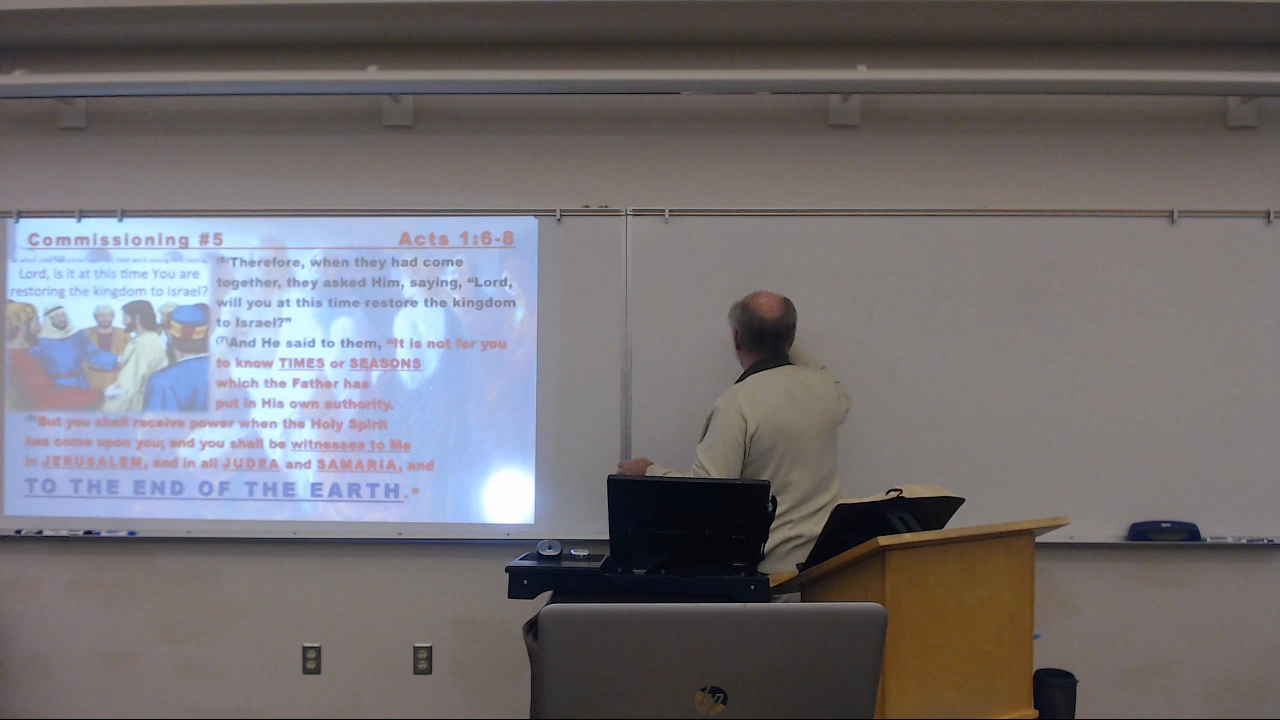 Commissioning #5 Acts 1:6-8
Lord, is it at this time You are
restoring the kingdom to Israel?
(6)Therefore, when they had come
together, they asked Him, saying, “Lord,
will you at this time restore the kingdom
to Israel?”
(7)And He said to them, “It is not for you
to know TIMES or SEASONS
which the Father has
put in His own authority.
(8)But you shall receive power when the Holy Spirit
has come upon you; and you shall be witnesses to Me
in JERUSALEM, and in all JUDEA and SAMARIA, and
TO THE END OF THE EARTH.”
hp